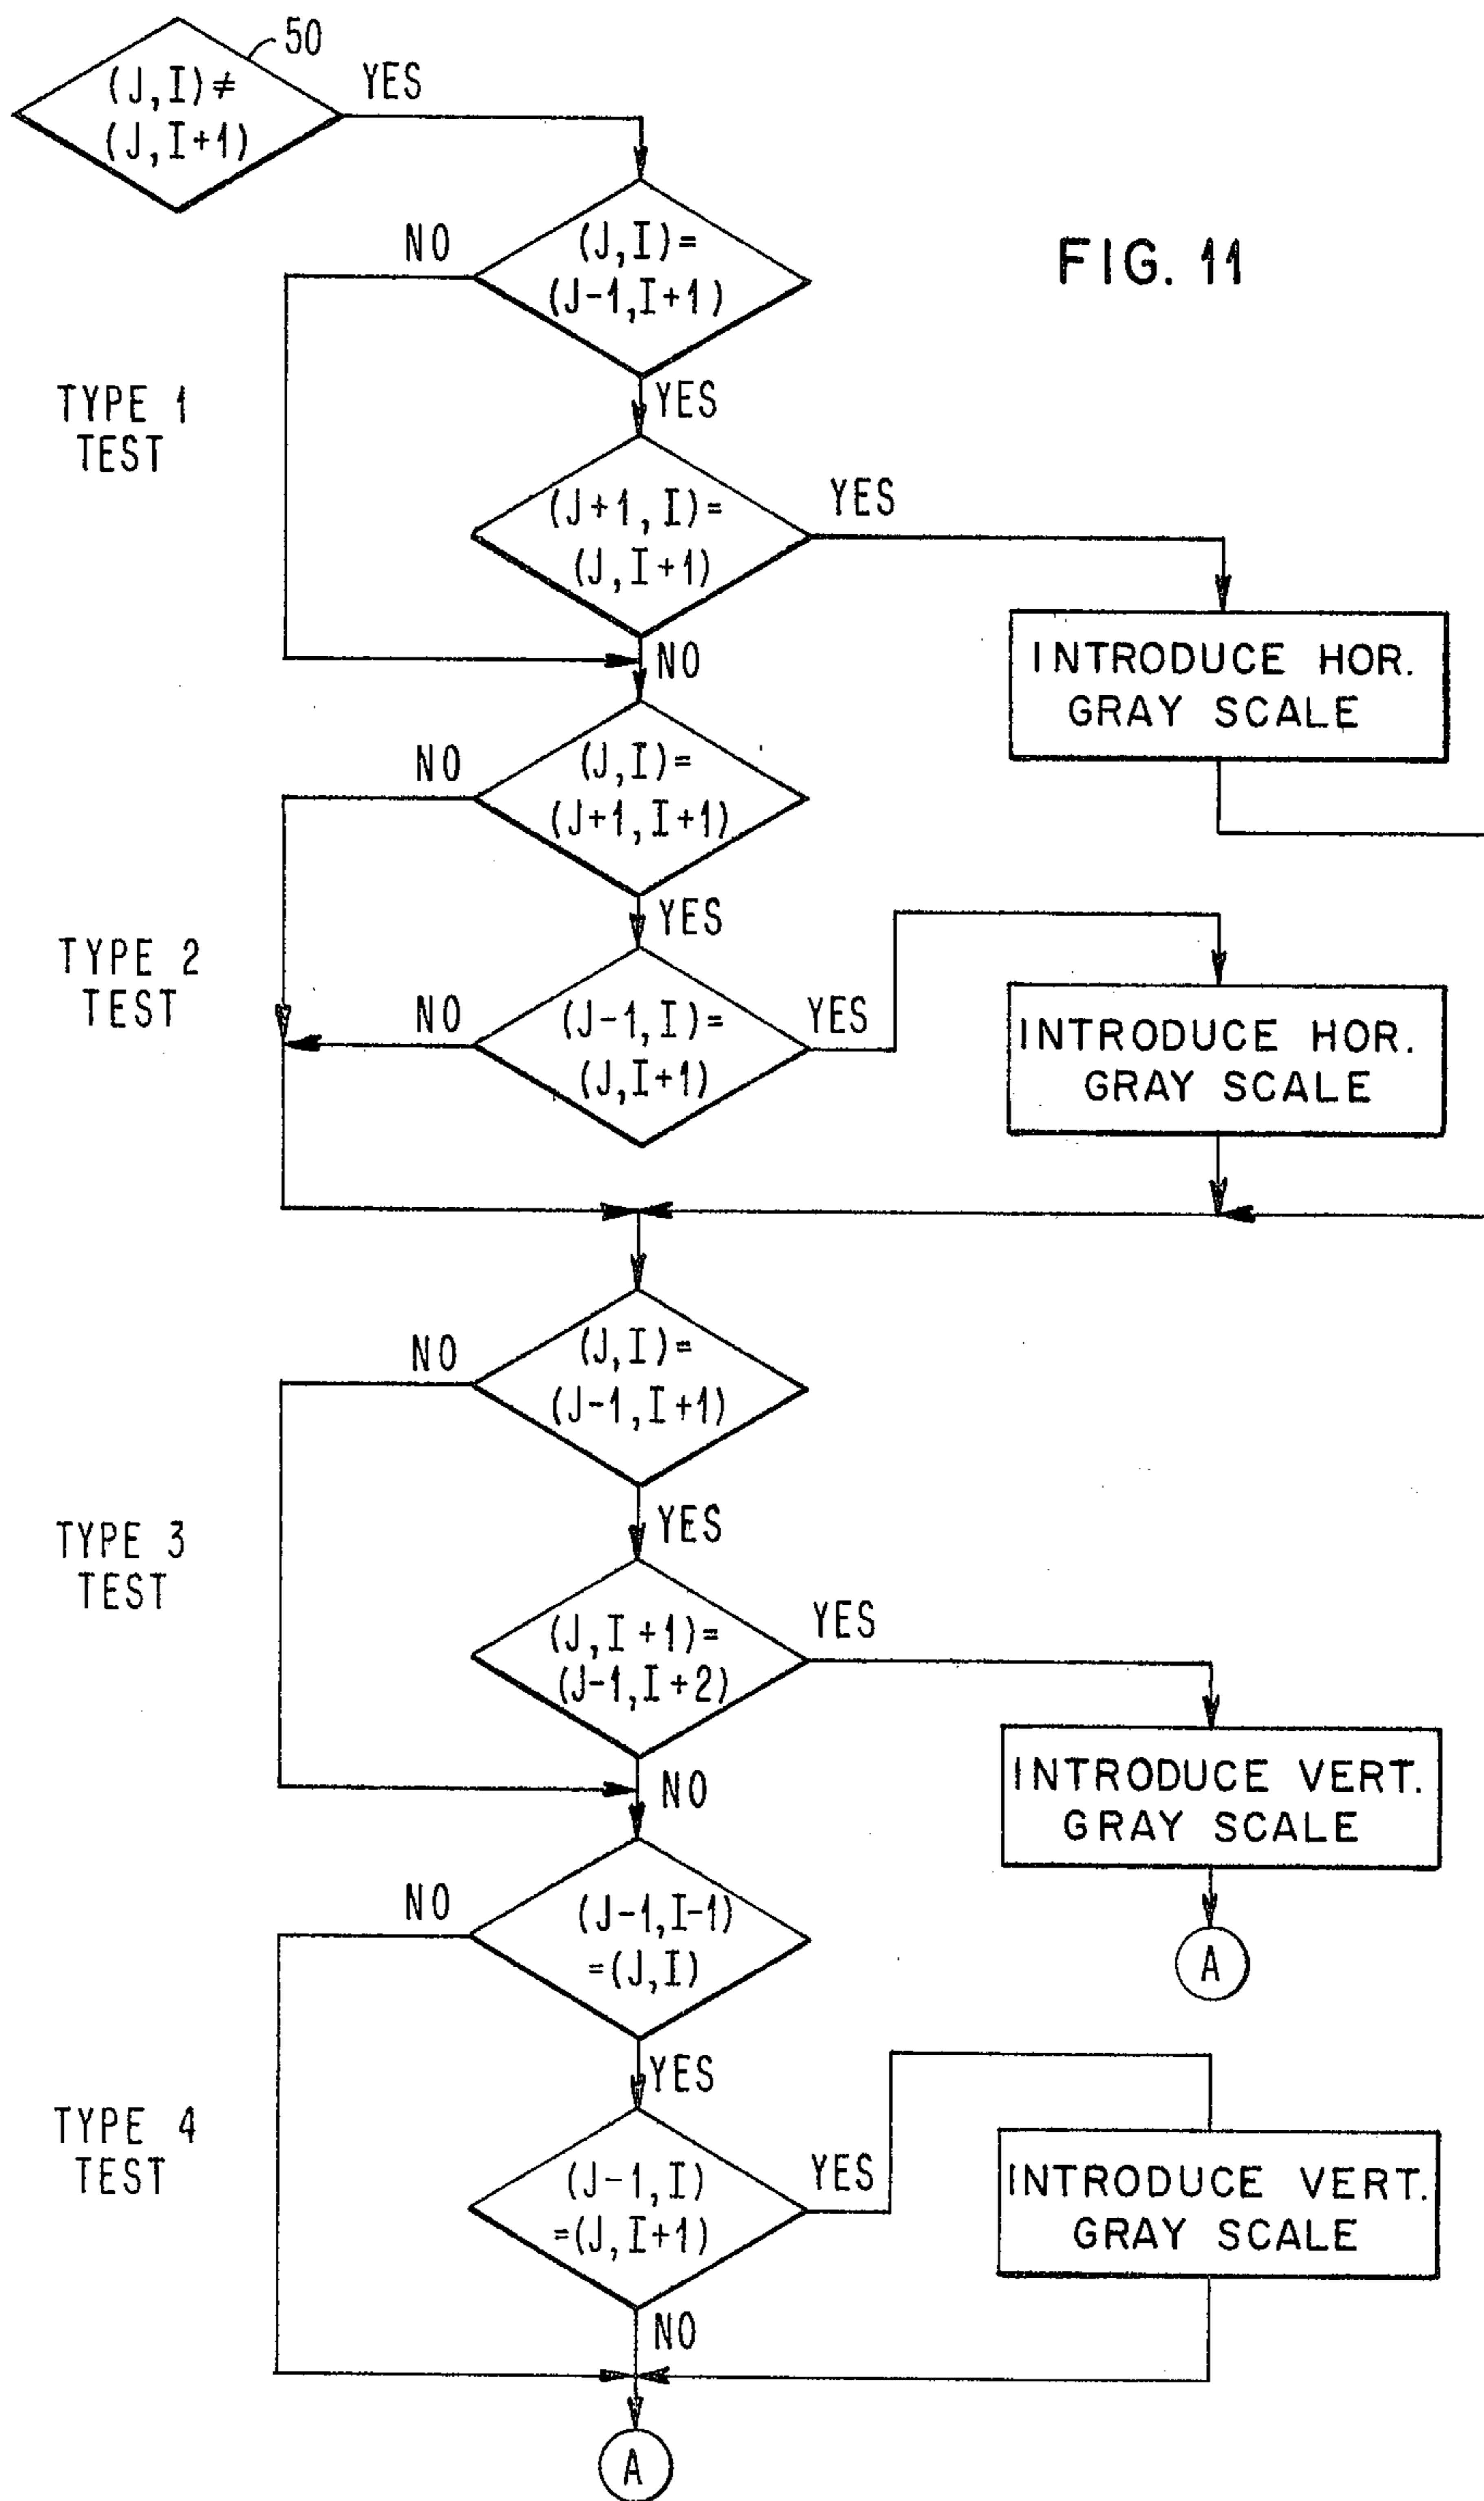 50
(J,I)≠
(J,I+1)
YES
FIG. 11
NO
(J,I)=
(J-1,I+1)
TYPE 1
TEST
YES
(J+1,I)=
(J,I+1)
YES
NO
INTRODUCE HOR.
GRAY SCALE
NO
(J,I)=
(J+1,I+1)
YES
TYPE 2
TEST
NO
(J-1,I)=
(J,I+1)
YES
INTRODUCE HOR.
GRAY SCALE
NO
(J,I)=
(J-1,I+1)
YES
TYPE 3
TEST
(J,I+1)=
(J-1,I+2)
YES
NO
INTRODUCE VERT.
GRAY SCALE
A
NO
(J-1,I-1)
=(J,I)
YES
TYPE 4
TEST
(J-1,I)
=(J,I+1)
YES
INTRODUCE VERT.
GRAY SCALE
NO
A